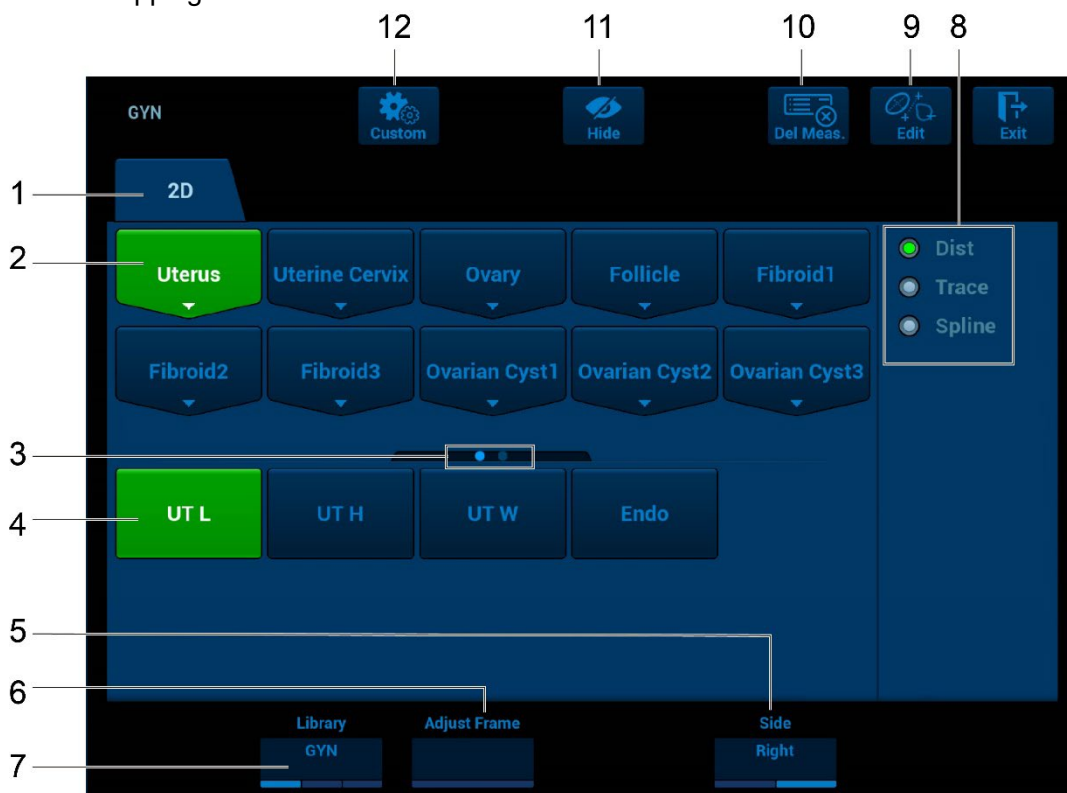 12 11 10 9 8
GYN Custom Hide Del Meas. Edit Exit
1 2D
2 Uterus Uterine Cervix Ovary Follicle Fibroid1 Dist
Trace
Spline
Fibroid2 Fibroid3 Ovarian Cyst1 Ovarian Cyst2 Ovarian Cyst3
3
4 UT L UT H UT W Endo
5
6
Library Adjust Frame Side
7 GYN Right